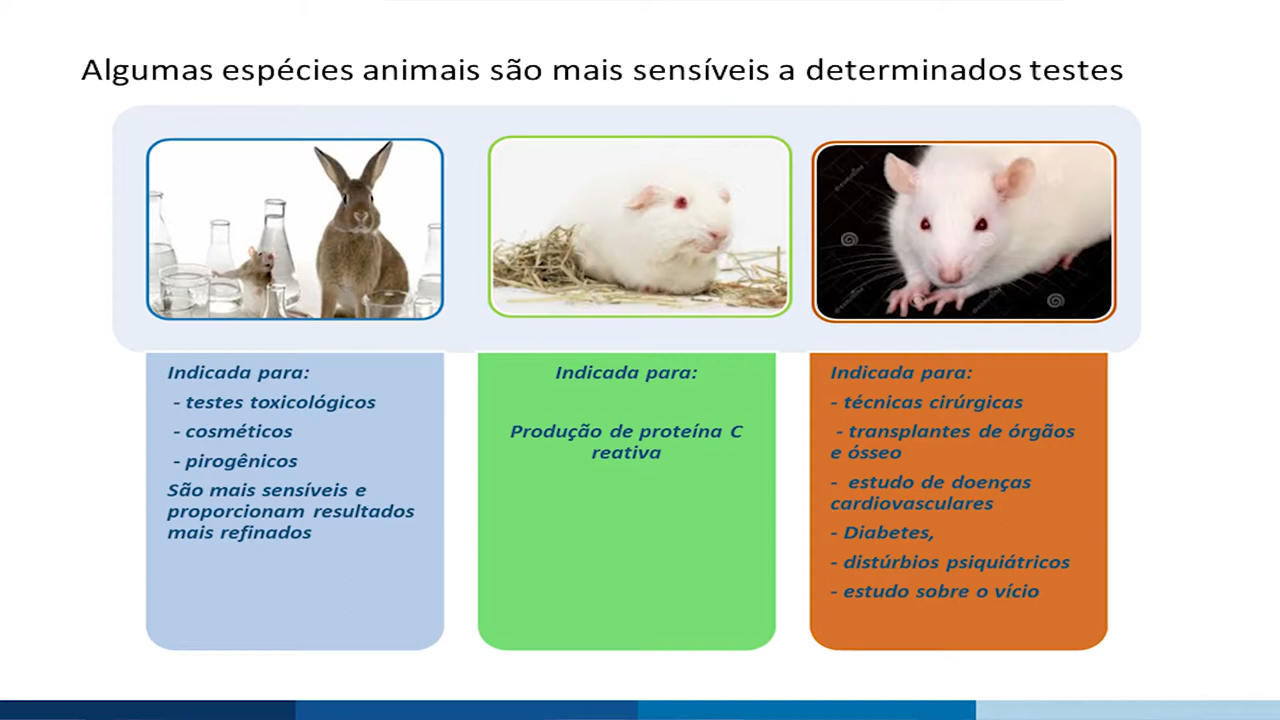 Algumas espécies animais são mais sensíveis a determinados testes
Indicada para:
- testes toxicológicos
- cosméticos
- pirogênicos
São mais sensíveis e
proporcionam resultados
mais refinados
Indicada para:
Produção de proteína C
reativa
Indicada para:
- técnicas cirúrgicas
- transplantes de órgãos
e ósseo
- estudo de doenças
cardiovasculares
- Diabetes,
- distúrbios psiquiátricos
- estudo sobre o vício